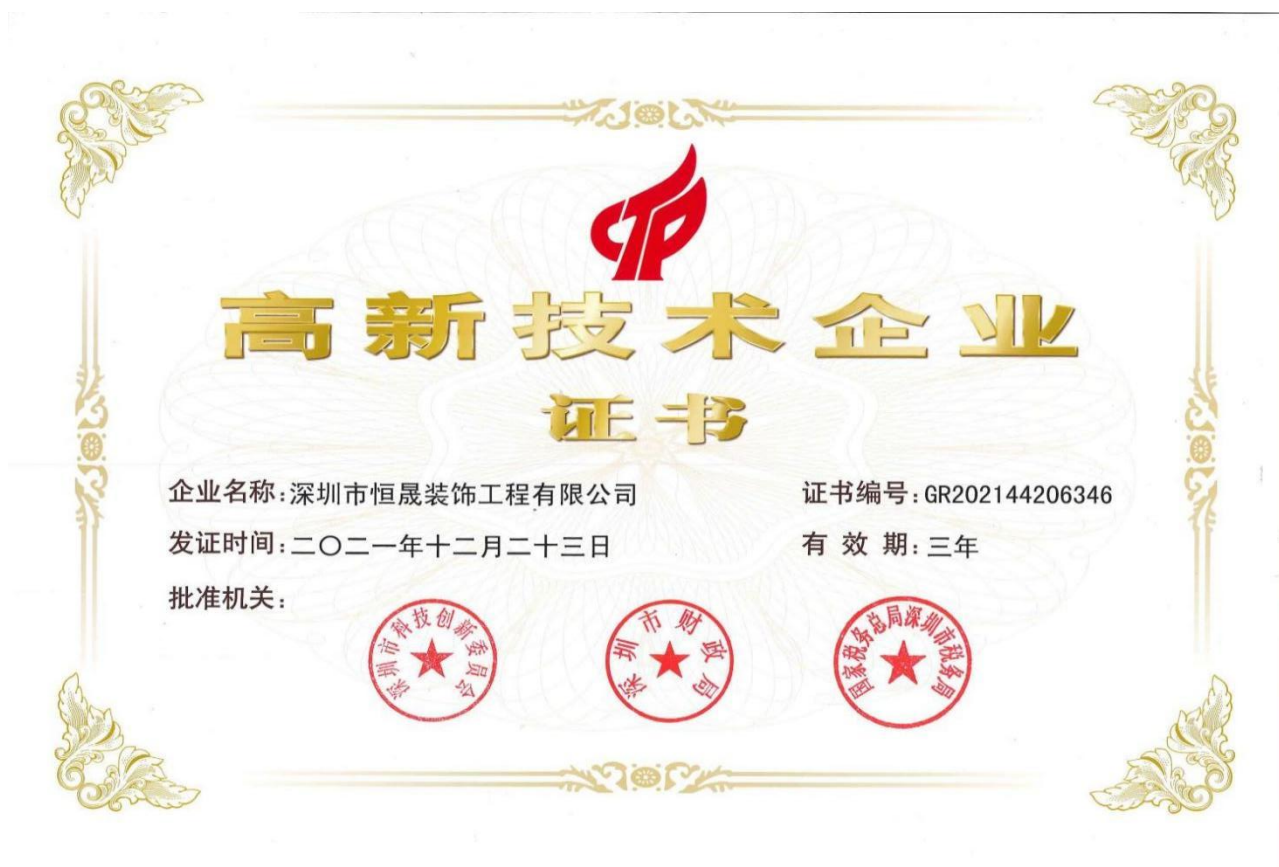 高新技术企业
证书
企业名称:深圳市恒晟装饰工程有限公司
证书编号:GR202144206346
发证时间:二〇二一年十二月二十三日
有效期:三年
批准机关:
深圳市科技创新委员会
深圳市财政局
国家税务总局深圳市税务局